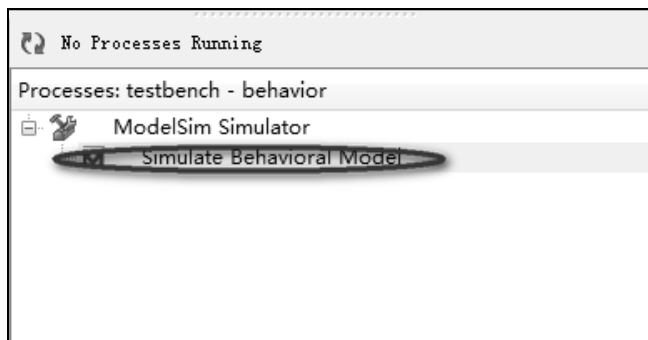 No Processes Running
Processes: testbench - behavior
ModelSim Simulator
Simulate Behavioral Model